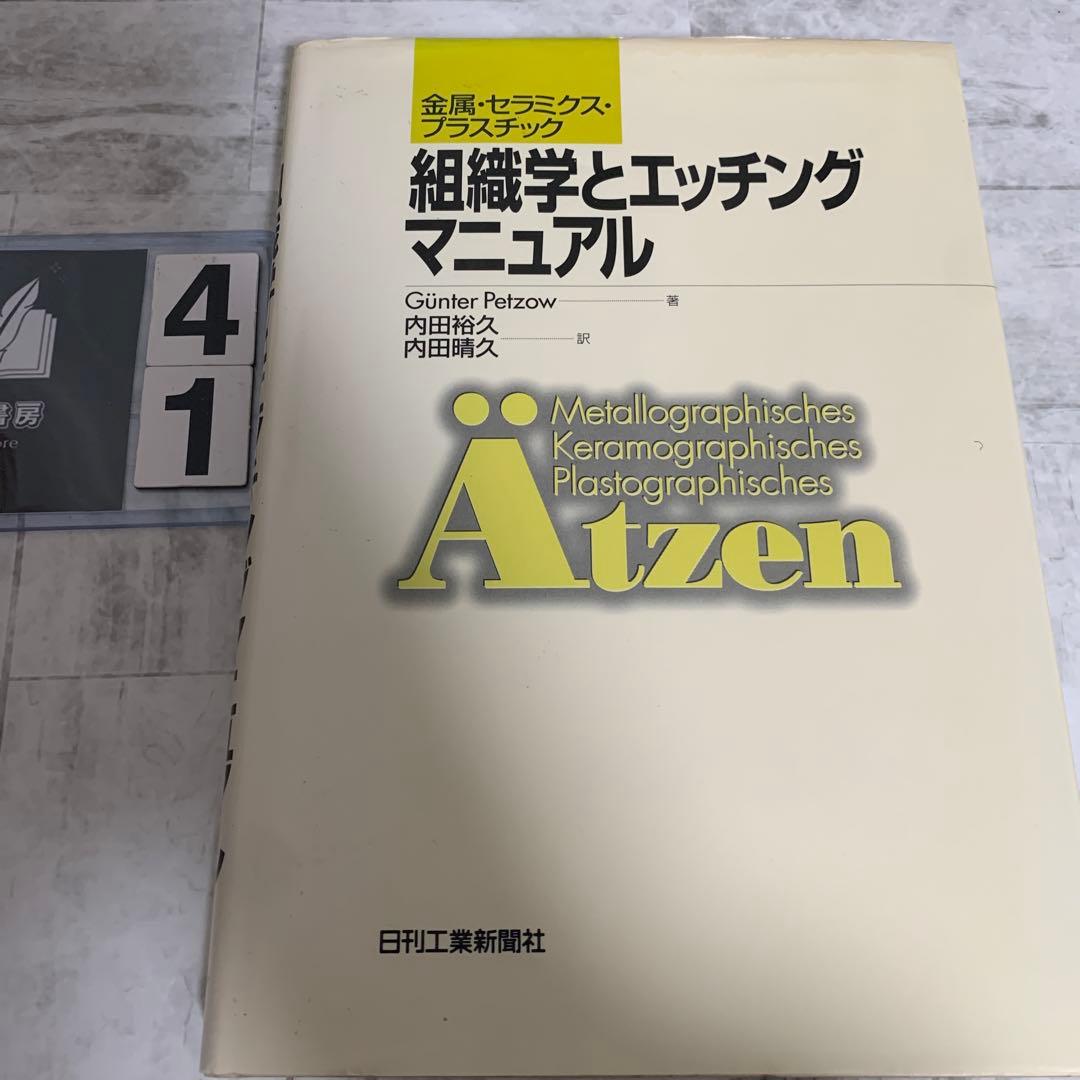 金属・セラミクス・
プラスチック
組織学とエッチング
マニュアル
Günter Petzow 著
内田裕久
内田晴久 訳
Metallographisches
Keramographisches
Plastographisches
Ätzen
日刊工業新聞社
4
1
書房